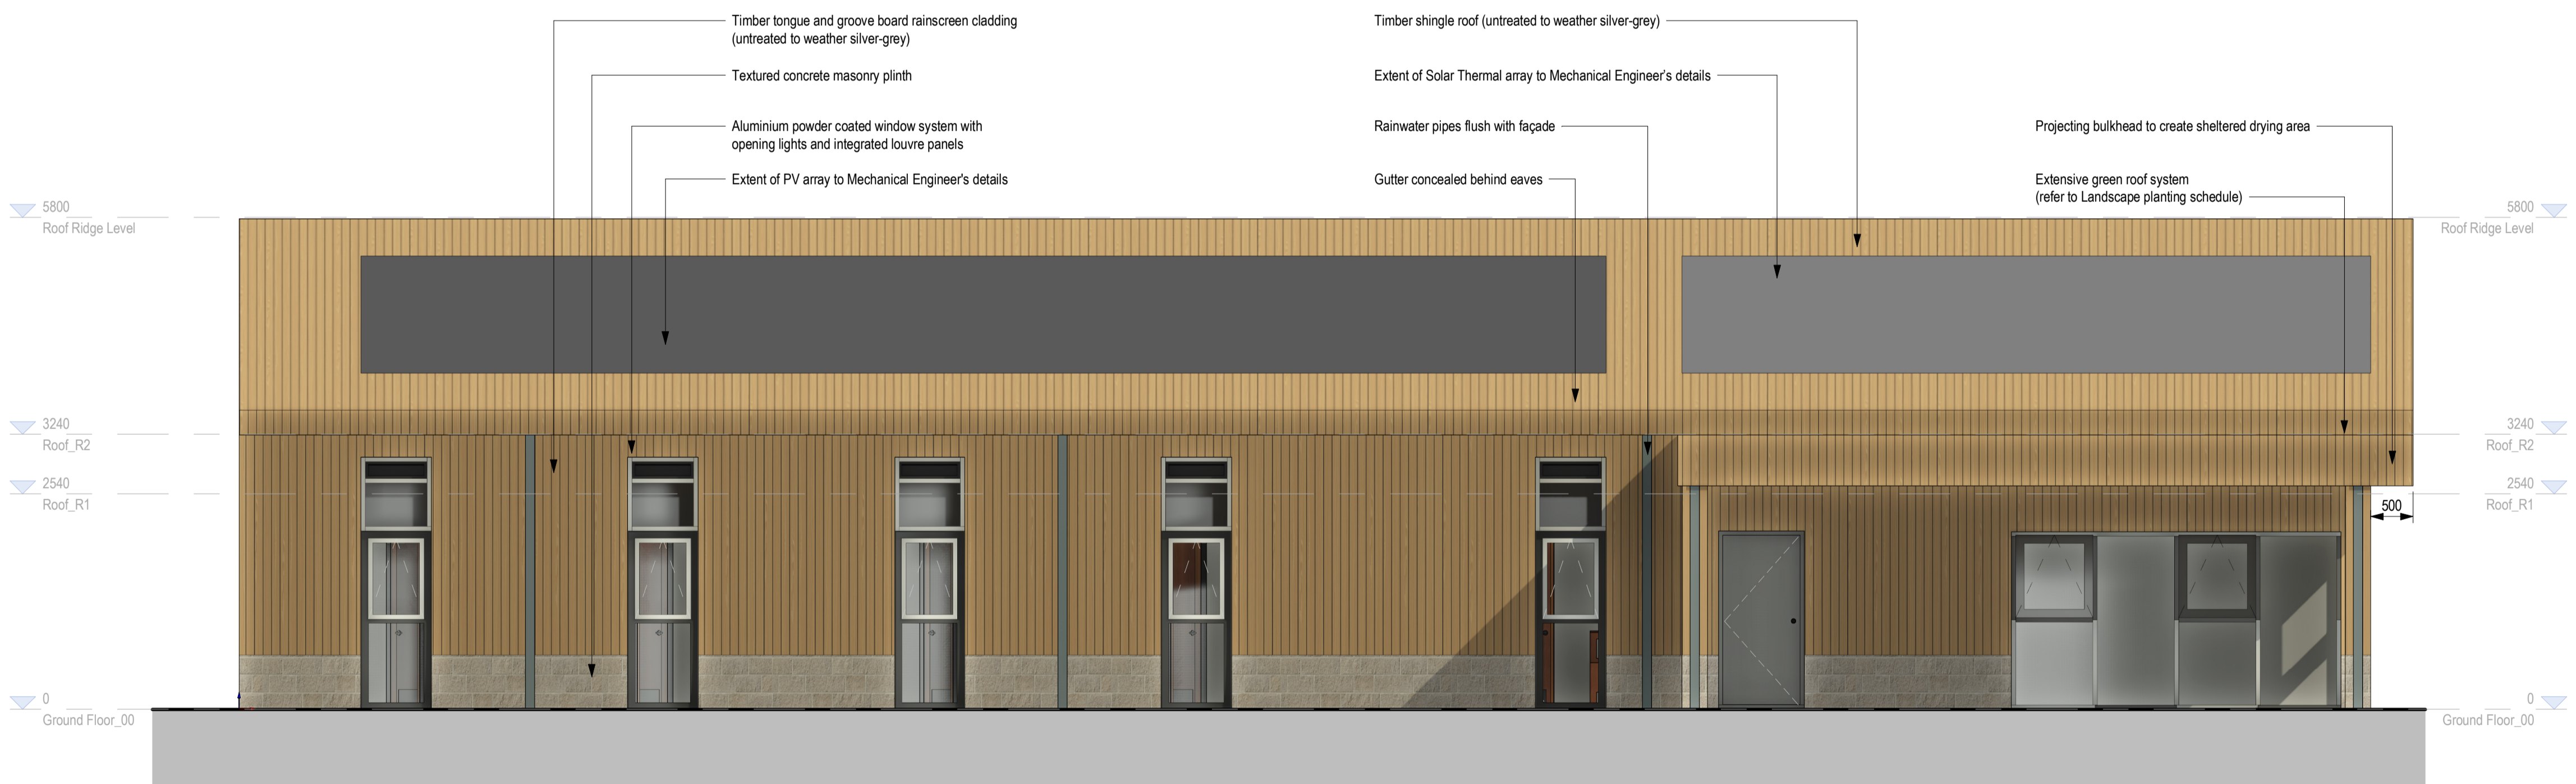 Timber tongue and groove board rainscreen cladding
(untreated to weather silver-grey)
Textured concrete masonry plinth
Aluminium powder coated window system with
opening lights and integrated louvre panels
Extent of PV array to Mechanical Engineer's details
Timber shingle roof (untreated to weather silver-grey)
Extent of Solar Thermal array to Mechanical Engineer's details
Rainwater pipes flush with façade
Gutter concealed behind eaves
Projecting bulkhead to create sheltered drying area
Extensive green roof system
(refer to Landscape planting schedule)
5800
Roof Ridge Level
3240
Roof_R2
2540
Roof_R1
0
Ground Floor_00
5800
Roof Ridge Level
3240
Roof_R2
2540
Roof_R1
500
0
Ground Floor_00